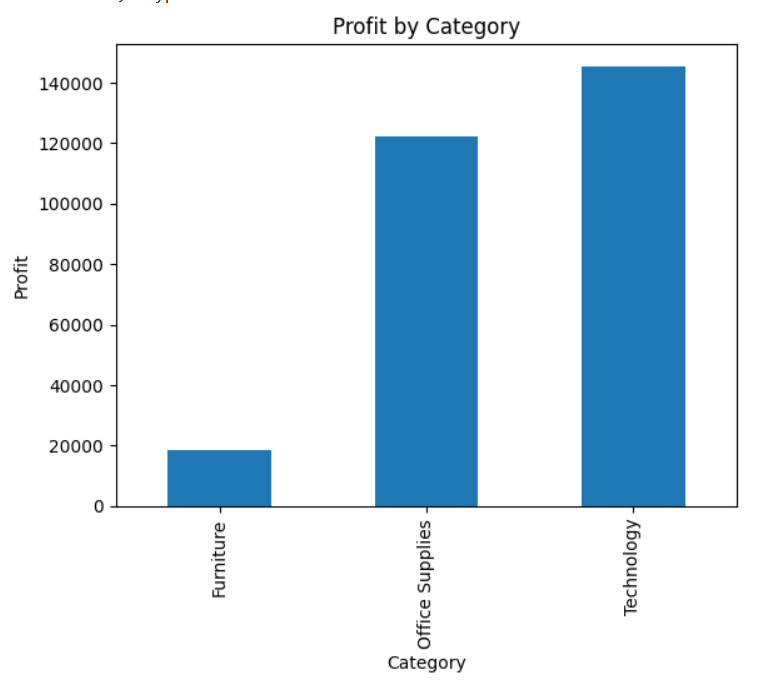 Profit by Category
140000
120000
100000
80000
60000
40000
20000
0
Profit
Furniture
Office Supplies
Technology
Category